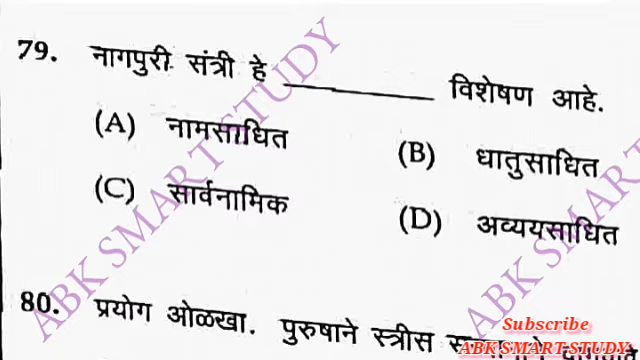 79. नागपुरी संत्री हे ________ विशेषण आहे.
(A) नामसाधित
(B) धातुसाधित
(C) सार्वनामिक
(D) अव्ययसाधित
80. प्रयोग ओळखा. पुरुषाने स्त्रीस
ABK SMART STUDY
ABK SMART STUDY
Subscribe
ABK SMART STUDY